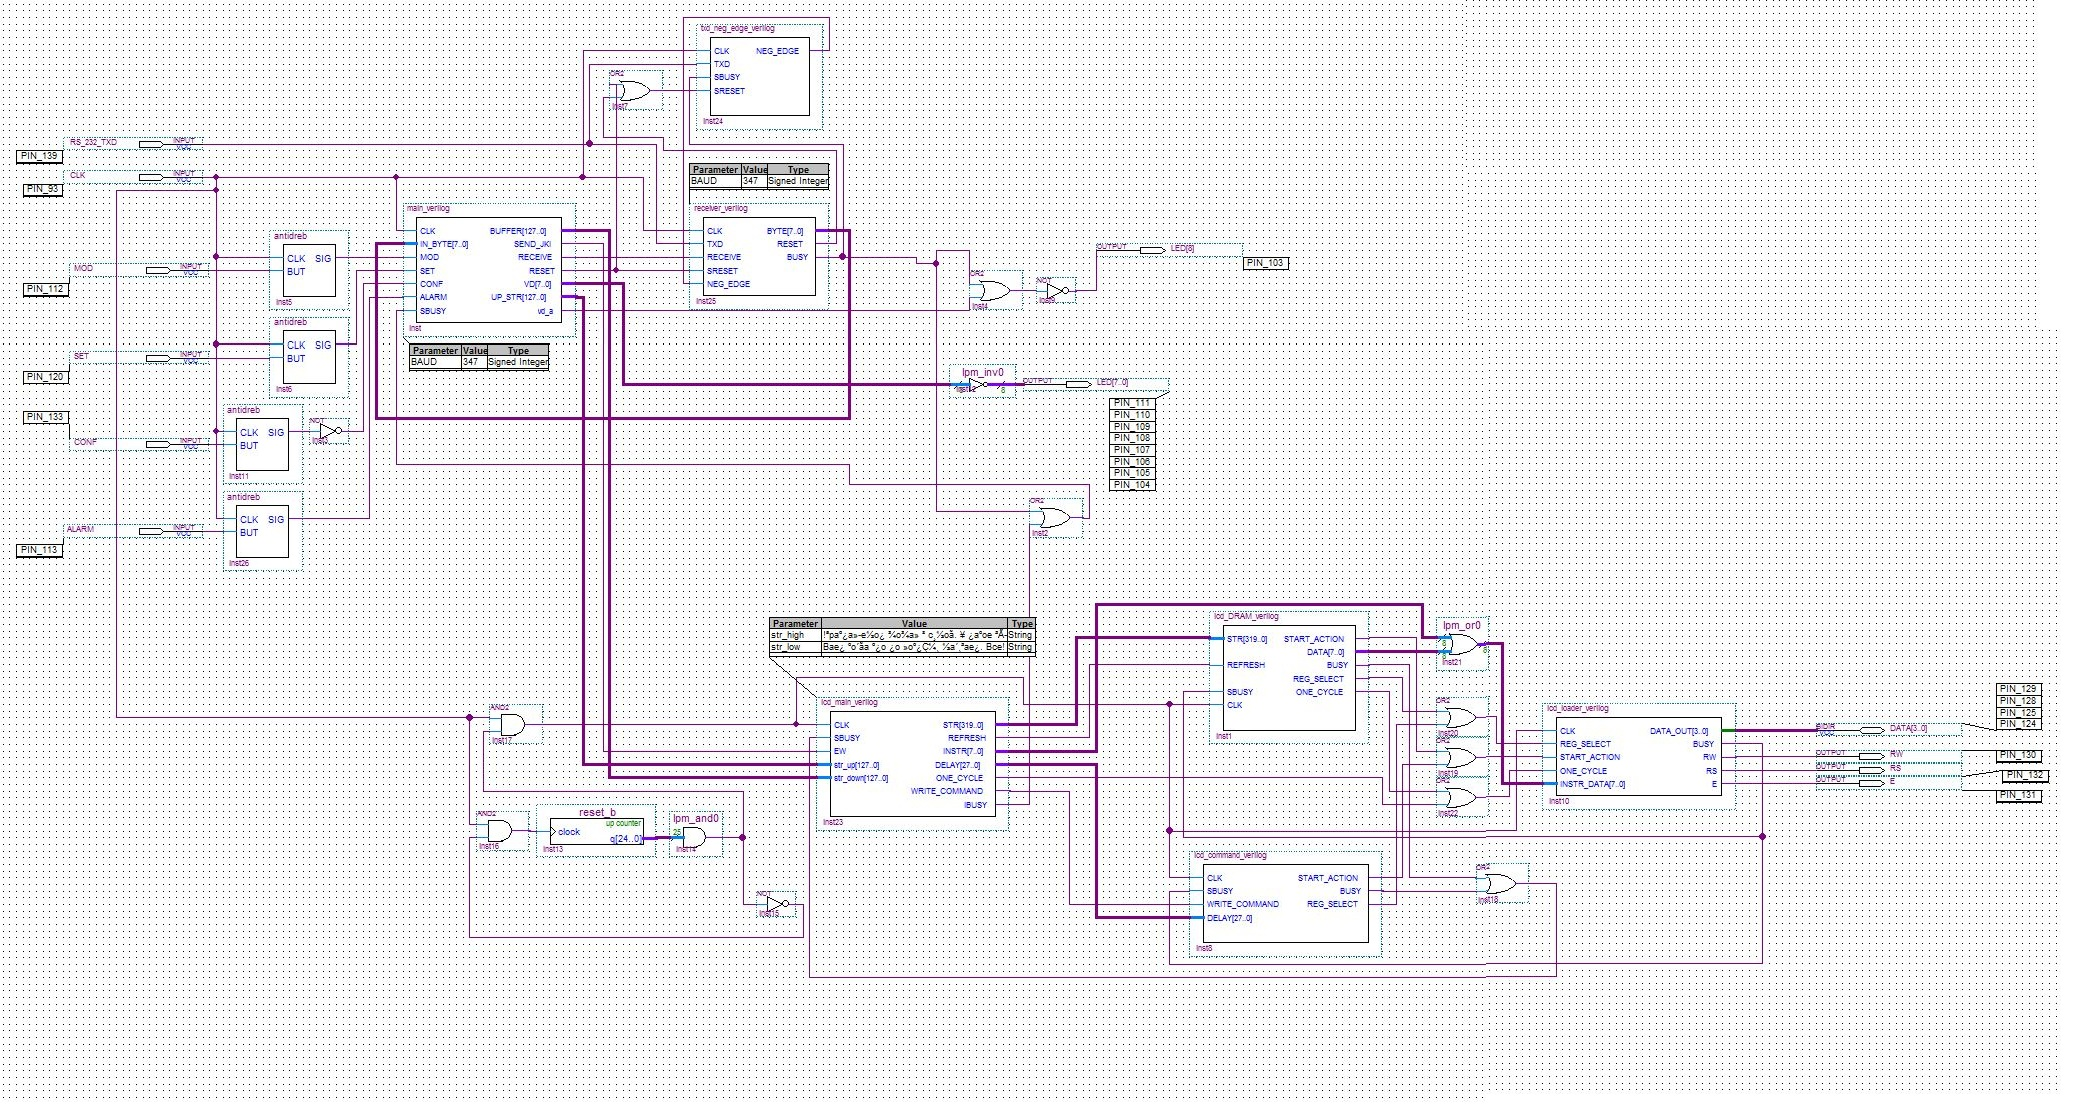 txd_neg_edge_verilog
CLK NEG_EDGE
TXD
SBUSY
SRESET
inst24
OR2
inst7
RS_232_TXD INPUT VCC
PIN_139
CLK INPUT VCC
PIN_93
Parameter Value Type
BAUD 347 Signed Integer
main_verilog
CLK BUFFER[127..0]
IN_BYTE[7..0] SEND_JKI
MOD RECEIVE
SET RESET
CONF VD[7..0]
ALARM UP_STR[127..0]
SBUSY vd_a
inst
Parameter Value Type
BAUD 347 Signed Integer
receiver_verilog
CLK BYTE[7..0]
TXD RESET
RECEIVE BUSY
SRESET
NEG_EDGE
inst25
antidreb
CLK SIG
BUT
inst5
MOD INPUT VCC
PIN_112
antidreb
CLK SIG
BUT
inst6
SET INPUT VCC
PIN_120
PIN_133
CONF INPUT VCC
antidreb
CLK SIG
BUT
inst11
NOT
antidreb
CLK SIG
BUT
inst26
ALARM INPUT VCC
PIN_113
OR2
inst4
NOT
OUTPUT LED[8]
PIN_103
lpm_inv0
8
OUTPUT LED[7..0]
PIN_111
PIN_110
PIN_109
PIN_108
PIN_107
PIN_106
PIN_105
PIN_104
OR2
inst2
Parameter Value Type
str_high String
str_low String
lcd_main_verilog
CLK STR[319..0]
SBUSY REFRESH
EW INSTR[7..0]
str_up[127..0] DELAY[27..0]
str_down[127..0] ONE_CYCLE
WRITE_COMMAND
IBUSY
inst23
AND2
inst17
AND2
inst16
reset_b
up counter
clock
q[24..0]
inst13
lpm_and0
25
inst14
NOT
inst15
lcd_DRAM_verilog
STR[319..0] START_ACTION
DATA[7..0]
REFRESH BUSY
REG_SELECT
SBUSY ONE_CYCLE
CLK
inst1
lpm_or0
inst21
OR2
inst20
OR2
inst19
OR2
inst22
lcd_loader_verilog
CLK DATA_OUT[3..0]
REG_SELECT BUSY
START_ACTION RW
ONE_CYCLE RS
INSTR_DATA[7..0] E
inst10
BIDIR VCC DATA[3..0]
OUTPUT RW
OUTPUT RS
OUTPUT E
PIN_129
PIN_128
PIN_125
PIN_124
PIN_130
PIN_132
PIN_131
lcd_command_verilog
CLK START_ACTION
SBUSY BUSY
WRITE_COMMAND REG_SELECT
DELAY[27..0]
inst8
OR2
inst18